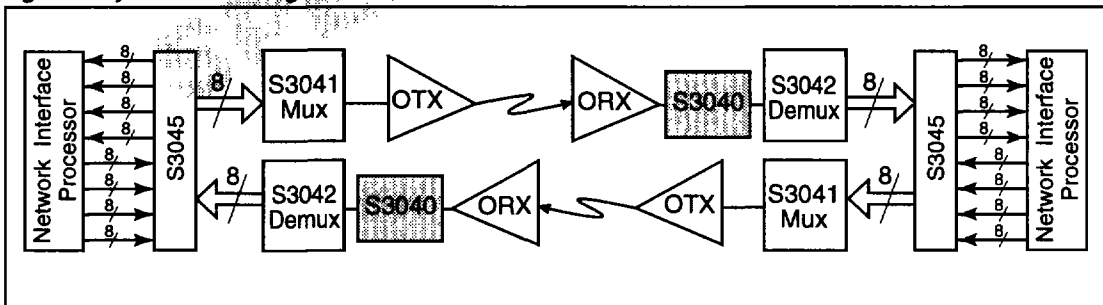 Network Interface
Processor
8
8
8
8
8
8
8
8
S3045
8
S3041
Mux
OTX
ORX
S3040
S3042
Demux
8
8
S3042
Demux
S3040
ORX
OTX
S3041
Mux
8
S3045
8
8
8
8
8
8
8
8
Network Interface
Processor